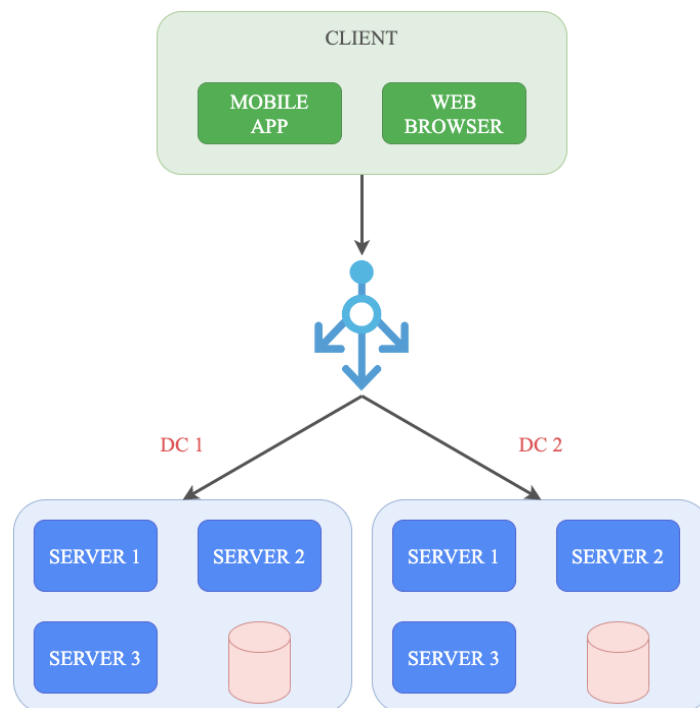 CLIENT
MOBILE
APP
WEB
BROWSER
DC 1
DC 2
SERVER 1
SERVER 2
SERVER 3
SERVER 1
SERVER 2
SERVER 3